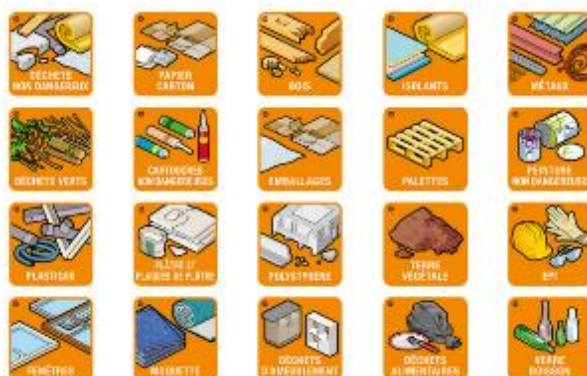 DÉCHETS
NON DANGEREUX
PAPIER
CARTON
BOIS
ISOLANTS
MÉTAUX
DÉCHETS VERTS
CARTOUCHES
NON DANGEREUSES
EMBALLAGES
PALETTES
PEINTURE
NON DANGEREUSE
PLASTIQUE
PLÂTRE ET
PLAQUES DE PLÂTRE
POLYSTYRÈNE
TERRE
VÉGÉTALE
EPI
FENÊTRES
MOQUETTE
DÉCHETS
D'AMEUBLEMENT
DÉCHETS
ALIMENTAIRES
VERRE
BOISSON